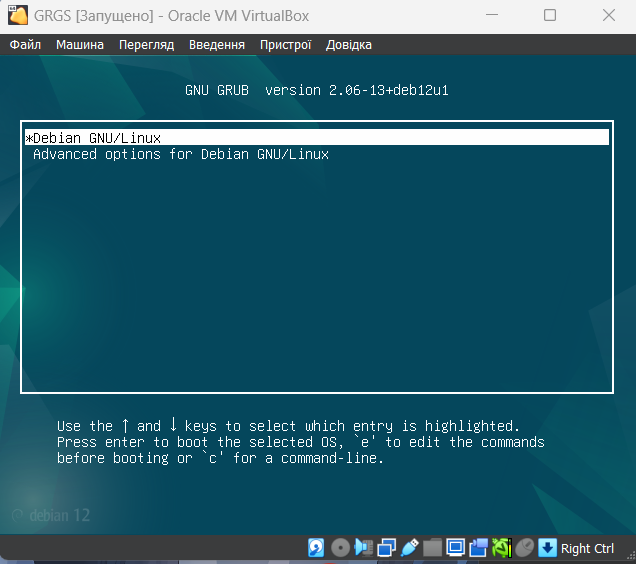 GRGS [Запущено] - Oracle VM VirtualBox
Файл Машина Перегляд Введення Пристрої Довідка
GNU GRUB version 2.06-13+deb12u1
*Debian GNU/Linux
Advanced options for Debian GNU/Linux
Use the ↑ and ↓ keys to select which entry is highlighted.
Press enter to boot the selected OS, `e' to edit the commands
before booting or `c' for a command-line.
debian 12
Right Ctrl